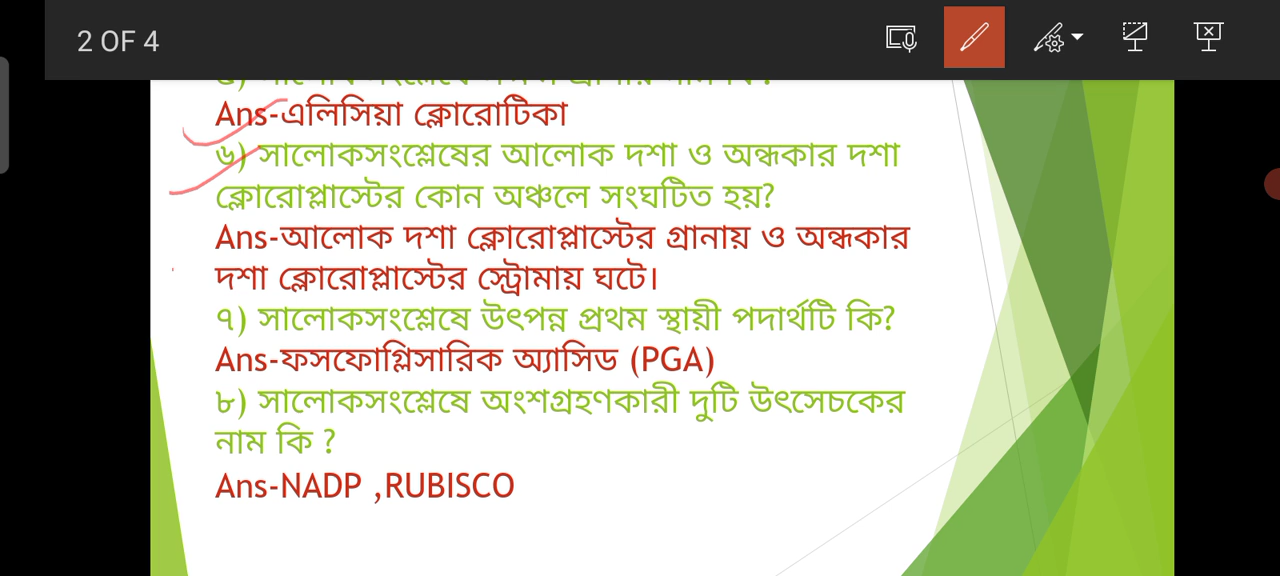 2 OF 4
Ans-এলিসিয়া ক্লোরোটিকা
৬) সালোকসংশ্লেষের আলোক দশা ও অন্ধকার দশা
ক্লোরোপ্লাস্টের কোন অঞ্চলে সংঘটিত হয়?
Ans-আলোক দশা ক্লোরোপ্লাস্টের গ্রানায় ও অন্ধকার
দশা ক্লোরোপ্লাস্টের স্ট্রোমায় ঘটে।
৭) সালোকসংশ্লেষে উৎপন্ন প্রথম স্থায়ী পদার্থটি কি?
Ans-ফসফোগ্লিসারিক অ্যাসিড (PGA)
৮) সালোকসংশ্লেষে অংশগ্রহণকারী দুটি উৎসেচকের
নাম কি ?
Ans-NADP ,RUBISCO